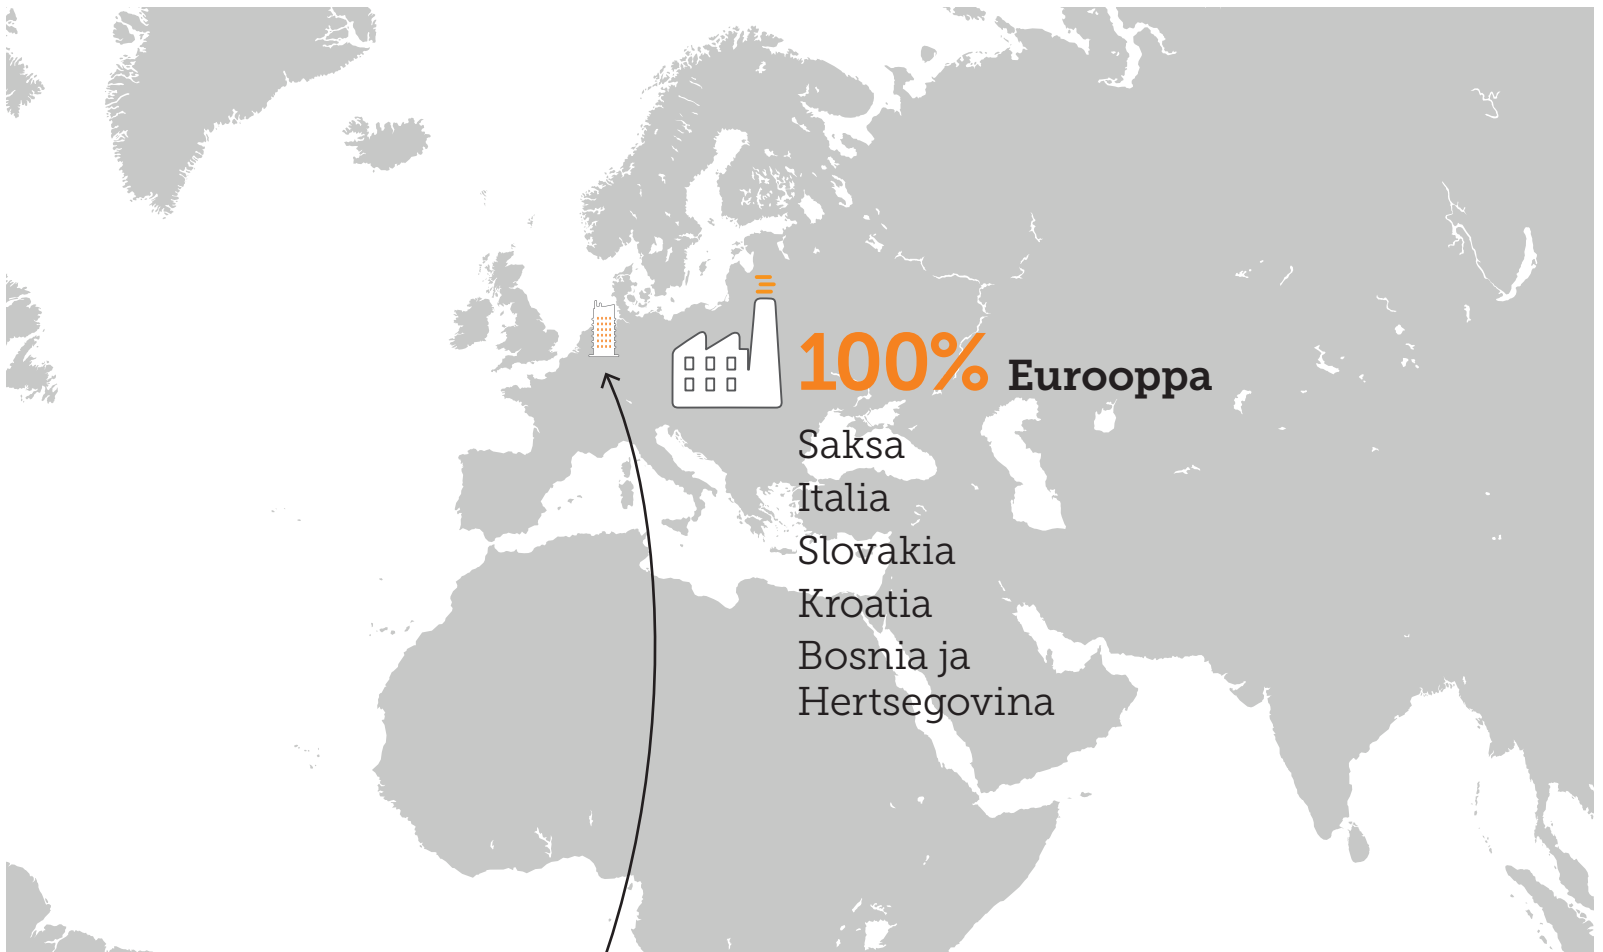 100% Eurooppa
Saksa
Italia
Slovakia
Kroatia
Bosnia ja
Hertsegovina